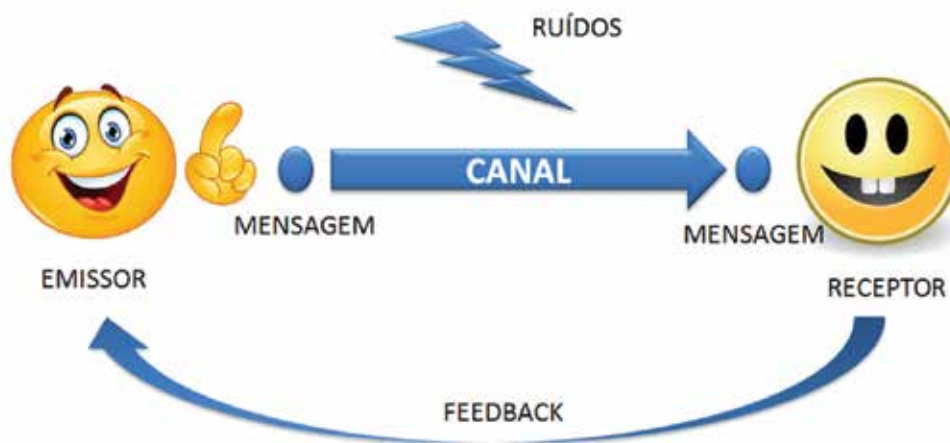 RUÍDOS
CANAL
MENSAGEM
MENSAGEM
EMISSOR
RECEPTOR
FEEDBACK